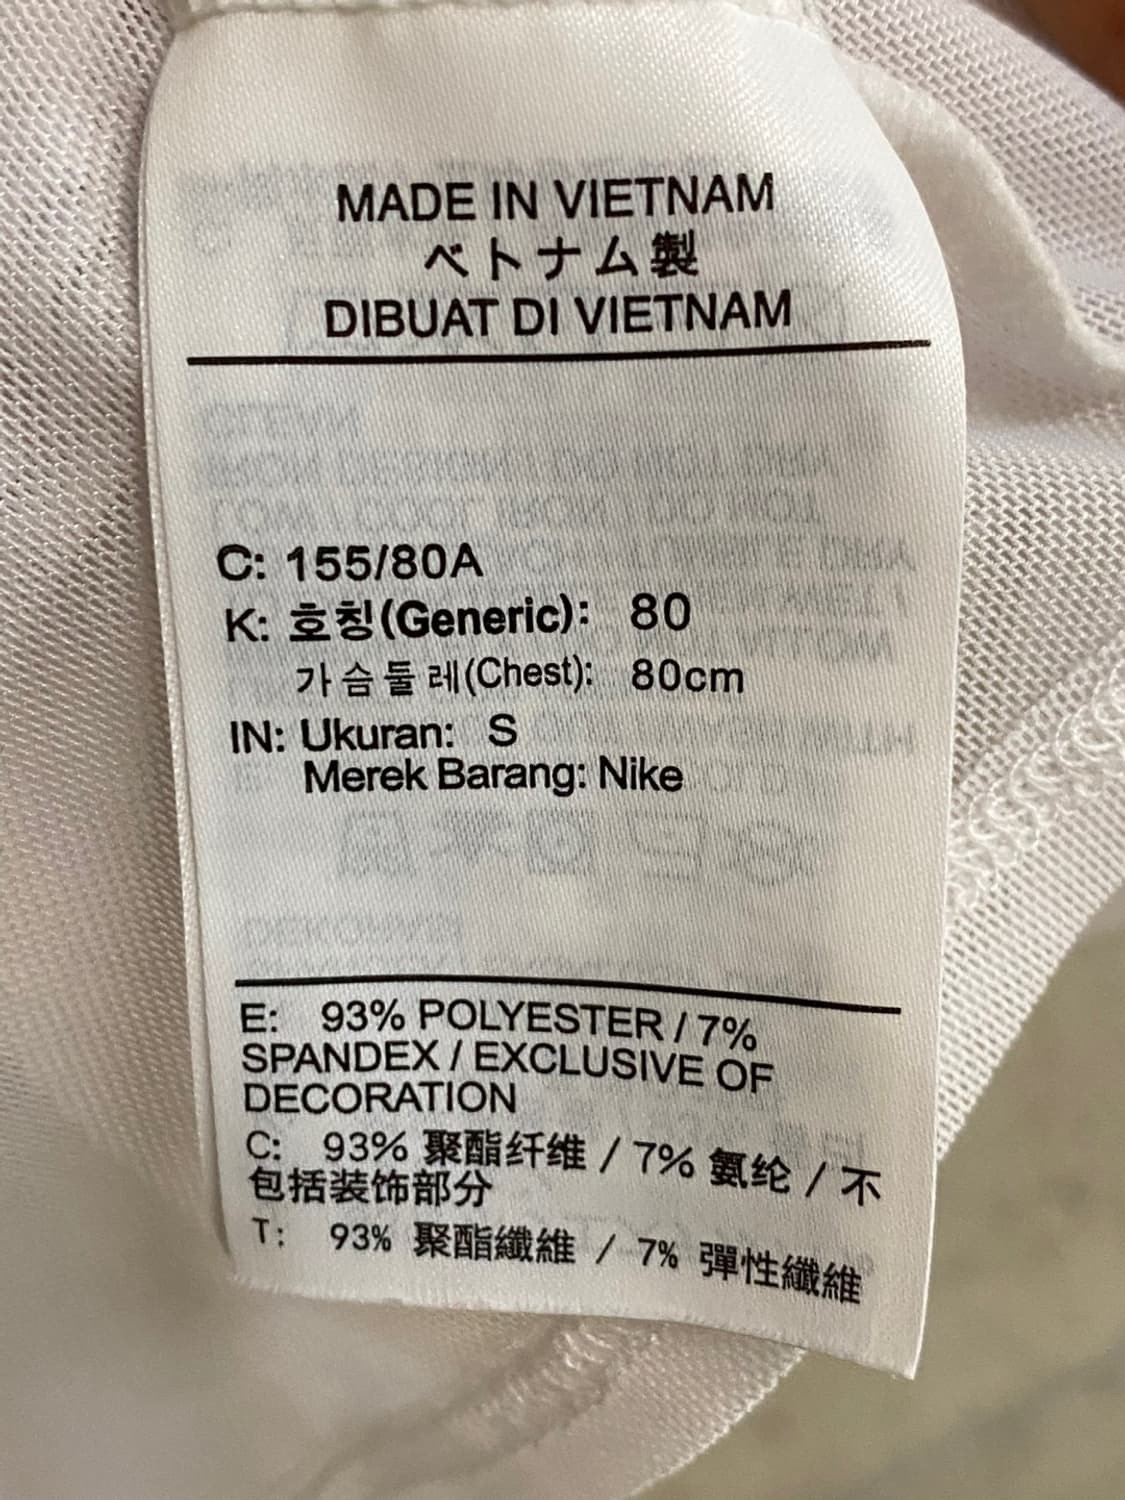 MADE IN VIETNAM
ベトナム製
DIBUAT DI VIETNAM
C: 155/80A
K: 호칭(Generic): 80
가슴둘레(Chest): 80cm
IN: Ukuran: S
Merek Barang: Nike
E: 93% POLYESTER / 7%
SPANDEX / EXCLUSIVE OF
DECORATION
C: 93% 聚酯纤维 / 7% 氨纶 / 不
包括装饰部分
T: 93% 聚酯纖維 / 7% 彈性纖維